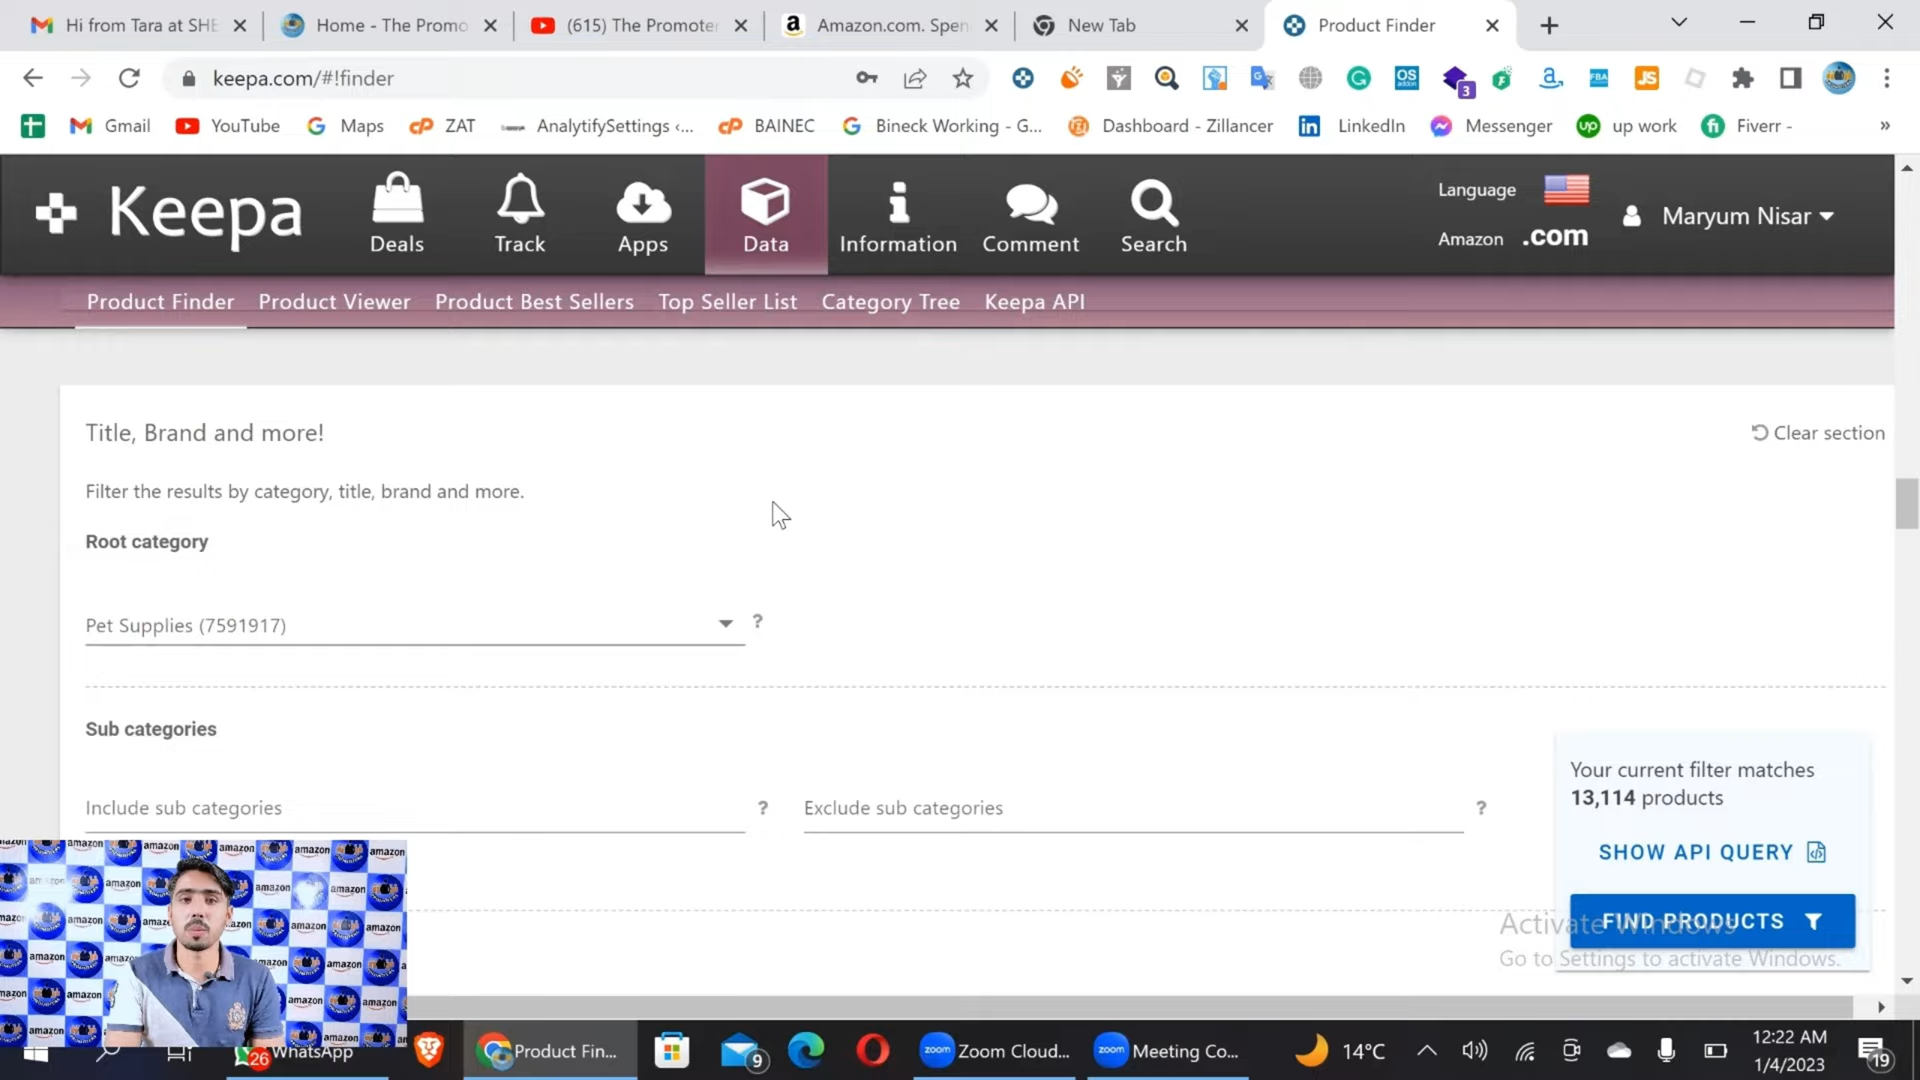 Hi from Tara at SHE
Home - The Promo
(615) The Promoter
Amazon.com. Spen
New Tab
Product Finder
keepa.com/#!finder
3
Gmail
YouTube
Maps
ZAT
AnalytifySettings <...
BAINEC
Bineck Working - G...
Dashboard - Zillancer
LinkedIn
Messenger
up work
Fiverr -
»
Keepa
Deals
Track
Apps
Data
Information
Comment
Search
Language
Amazon .com
Maryum Nisar
Product Finder
Product Viewer
Product Best Sellers
Top Seller List
Category Tree
Keepa API
Title, Brand and more!
Clear section
Filter the results by category, title, brand and more.
Root category
Pet Supplies (7591917)
?
Sub categories
Include sub categories
?
Exclude sub categories
?
Your current filter matches
13,114 products
SHOW API QUERY
FIND PRODUCTS
Activate Windows
Go to Settings to activate Windows.
26
WhatsApp
Product Fin...
9
zoom
Zoom Cloud...
zoom
Meeting Co...
14°C
12:22 AM
1/4/2023
19